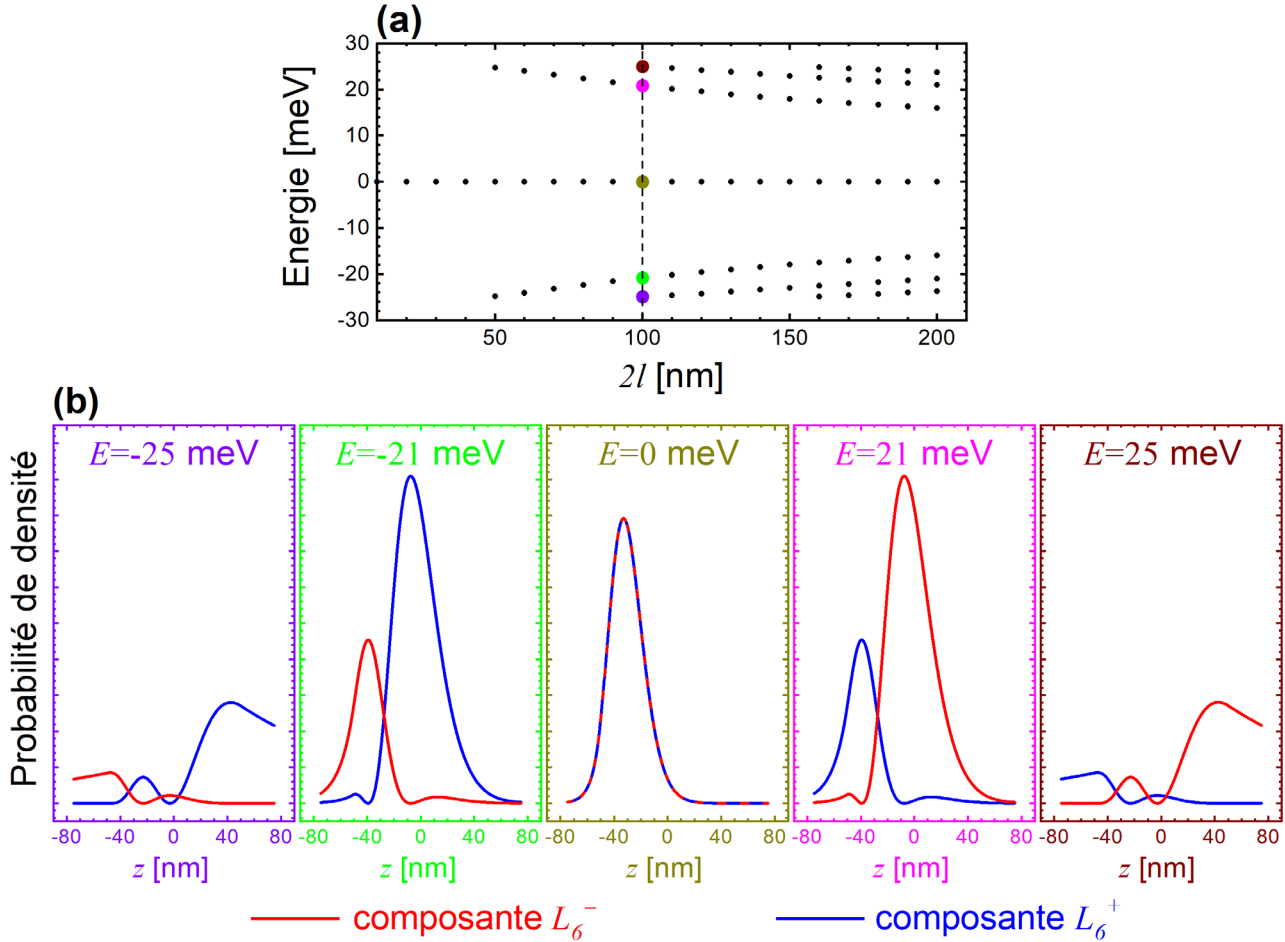 (a)
Energie [meV]
30
20
10
0
-10
-20
-30
50
100
150
200
2l [nm]
(b)
Probabilité de densité
E=-25 meV
E=-21 meV
E=0 meV
E=21 meV
E=25 meV
-80 -40 0 40 80
-80 -40 0 40 80
-80 -40 0 40 80
-80 -40 0 40 80
-80 -40 0 40 80
z [nm]
z [nm]
z [nm]
z [nm]
z [nm]
composante L₆⁻
composante L₆⁺